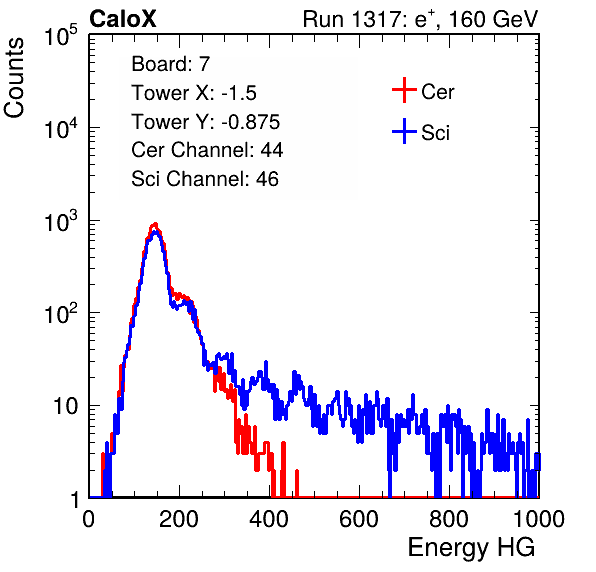 CaloX Run 1317: e⁺, 160 GeV
Counts
Board: 7
Tower X: -1.5
Tower Y: -0.875
Cer Channel: 44
Sci Channel: 46
Cer
Sci
10⁵
10⁴
10³
10²
10
1
0 200 400 600 800 1000
Energy HG